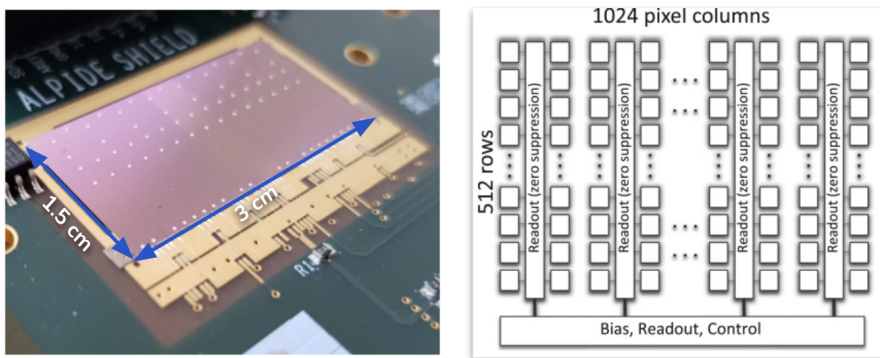 ALPIDE SHIELD
1.5 cm
3 cm
R1
1024 pixel columns
512 rows
Readout (zero suppression)
Readout (zero suppression)
Readout (zero suppression)
Readout (zero suppression)
Bias, Readout, Control